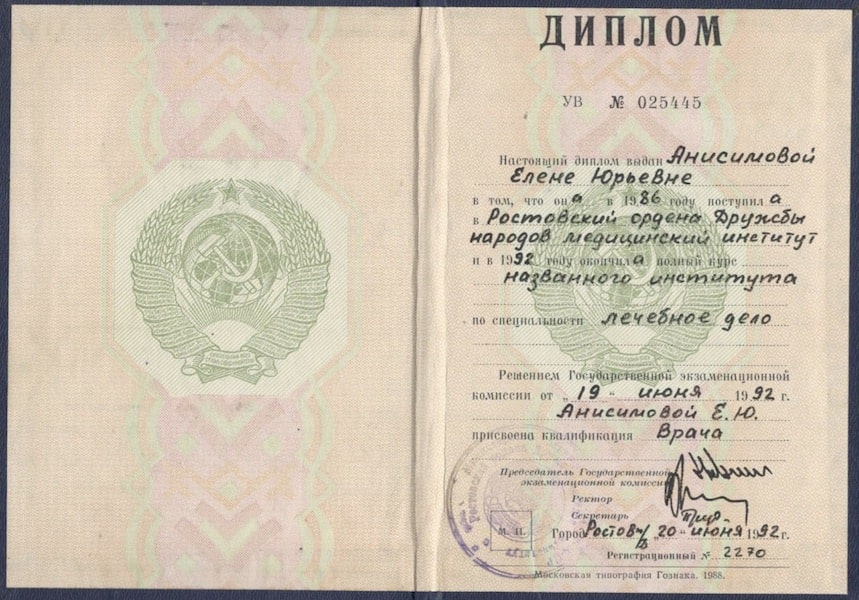 ДИПЛОМ
УВ № 025445
Настоящий диплом выдан Анисимовой
Елене Юрьевне
в том, что она в 1986 году поступила
в Ростовский ордена Дружбы
народов медицинский институт
и в 1992 году окончила полный курс
названного института
по специальности лечебное дело
Решением Государственной экзаменационной
комиссии от „19" июня 1992 г.
Анисимовой Е.Ю.
присвоена квалификация Врача
Председатель Государственной
экзаменационной комиссии
Ректор
Секретарь
М. П.
Город Ростов н/Д „20" июня 1992 г.
Регистрационный № 2270
Московская типография Гознака. 1988.